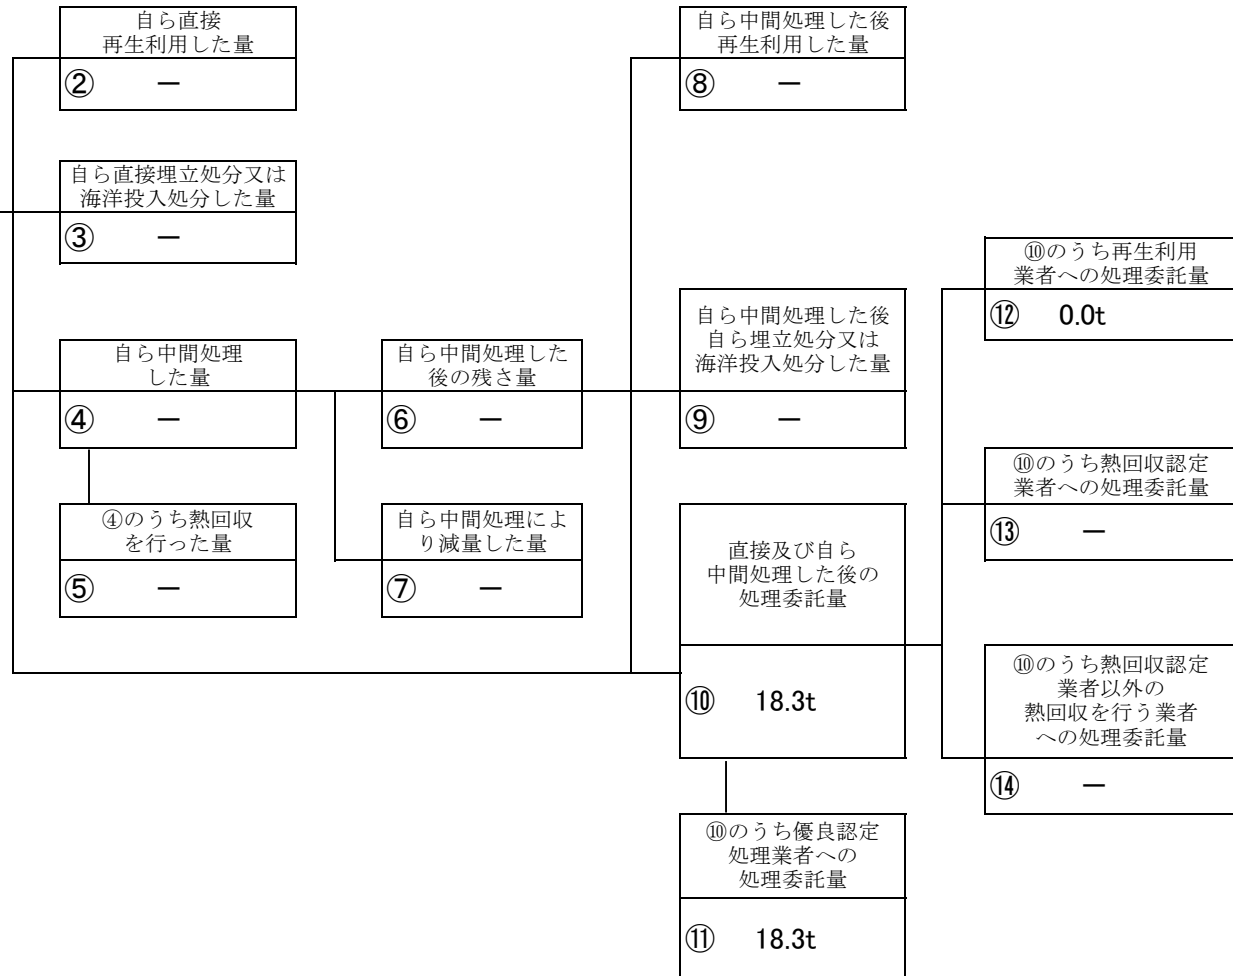 自ら直接
再生利用した量
② －
自ら中間処理した後
再生利用した量
⑧ －
自ら直接埋立処分又は
海洋投入処分した量
③ －
⑩のうち再生利用
業者への処理委託量
⑫ 0.0t
自ら中間処理
した量
④ －
自ら中間処理した
後の残さ量
⑥ －
自ら中間処理した後
自ら埋立処分又は
海洋投入処分した量
⑨ －
⑩のうち熱回収認定
業者への処理委託量
⑬ －
④のうち熱回収
を行った量
⑤ －
自ら中間処理によ
り減量した量
⑦ －
直接及び自ら
中間処理した後の
処理委託量
⑩ 18.3t
⑩のうち熱回収認定
業者以外の
熱回収を行う業者
への処理委託量
⑭ －
⑩のうち優良認定
処理業者への
処理委託量
⑪ 18.3t